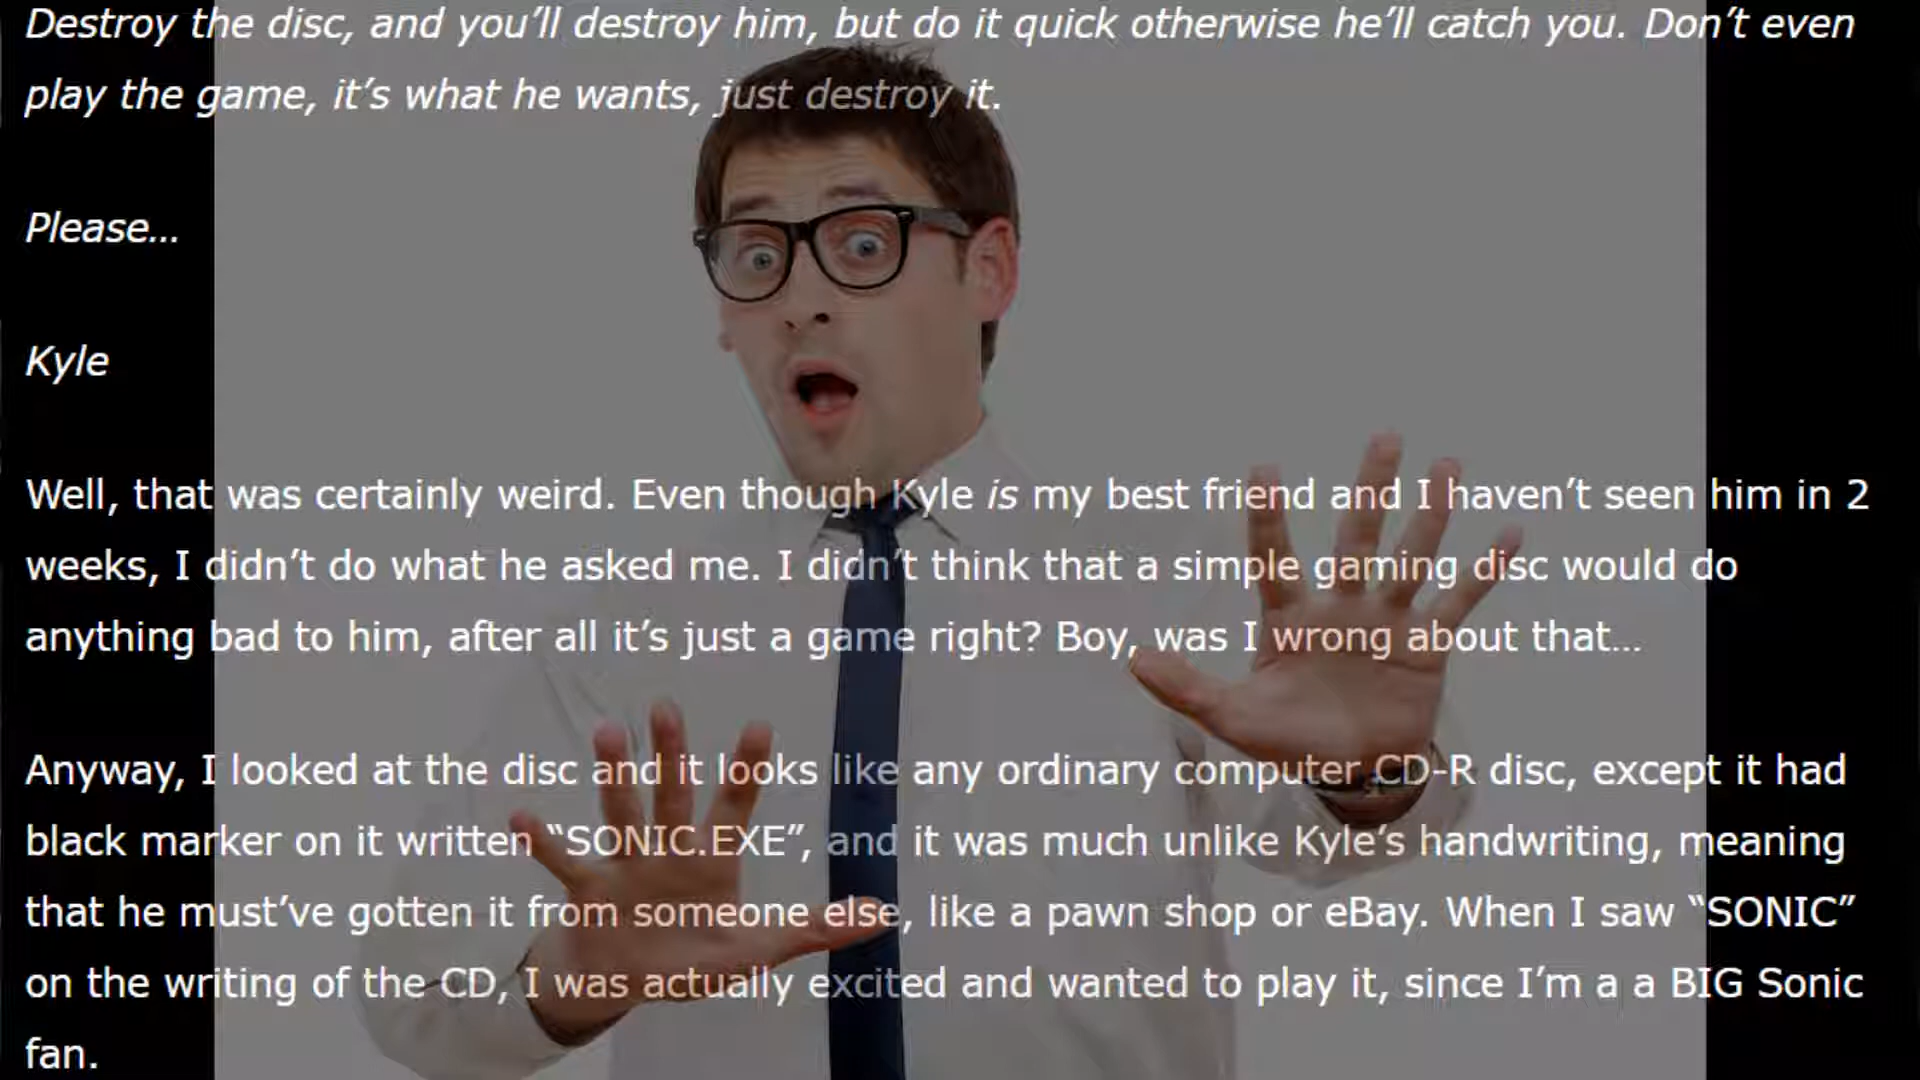 Destroy the disc, and you’ll destroy him, but do it quick otherwise he’ll catch you. Don’t even
play the game, it’s what he wants, just destroy it.
Please…
Kyle
Well, that was certainly weird. Even though Kyle is my best friend and I haven’t seen him in 2
weeks, I didn’t do what he asked me. I didn’t think that a simple gaming disc would do
anything bad to him, after all it’s just a game right? Boy, was I wrong about that…
Anyway, I looked at the disc and it looks like any ordinary computer CD-R disc, except it had
black marker on it written “SONIC.EXE”, and it was much unlike Kyle’s handwriting, meaning
that he must’ve gotten it from someone else, like a pawn shop or eBay. When I saw “SONIC”
on the writing of the CD, I was actually excited and wanted to play it, since I’m a a BIG Sonic
fan.